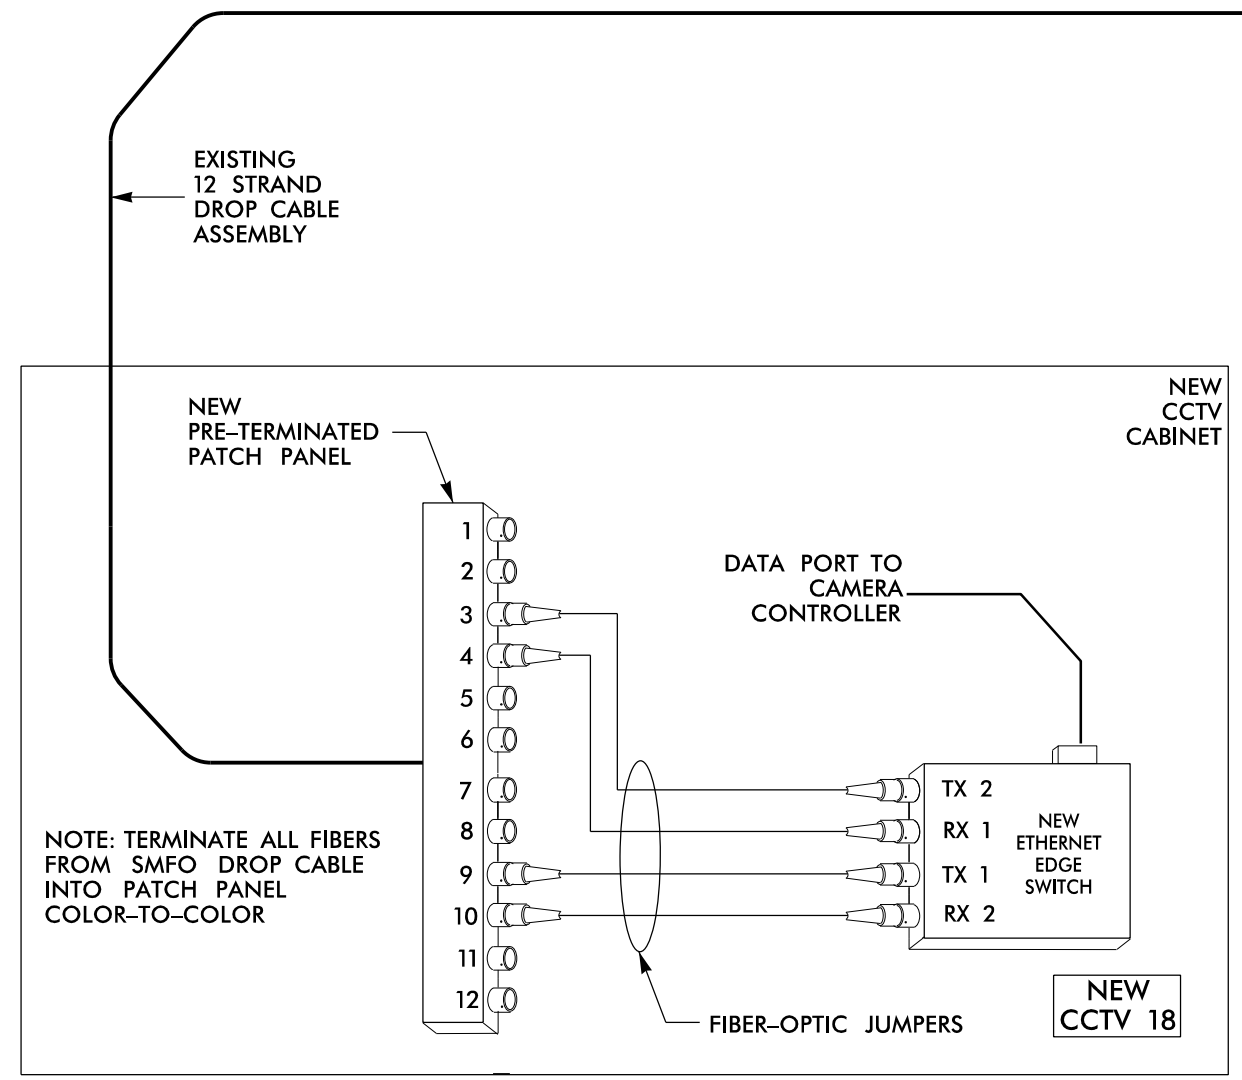 EXISTING
12 STRAND
DROP CABLE
ASSEMBLY
NEW
CCTV
CABINET
NEW
PRE–TERMINATED
PATCH PANEL
1
2
3
4
5
6
7
8
9
10
11
12
DATA PORT TO
CAMERA
CONTROLLER
TX 2
RX 1
TX 1
RX 2
NEW
ETHERNET
EDGE
SWITCH
NOTE: TERMINATE ALL FIBERS
FROM SMFO DROP CABLE
INTO PATCH PANEL
COLOR–TO–COLOR
FIBER–OPTIC JUMPERS
NEW
CCTV 18